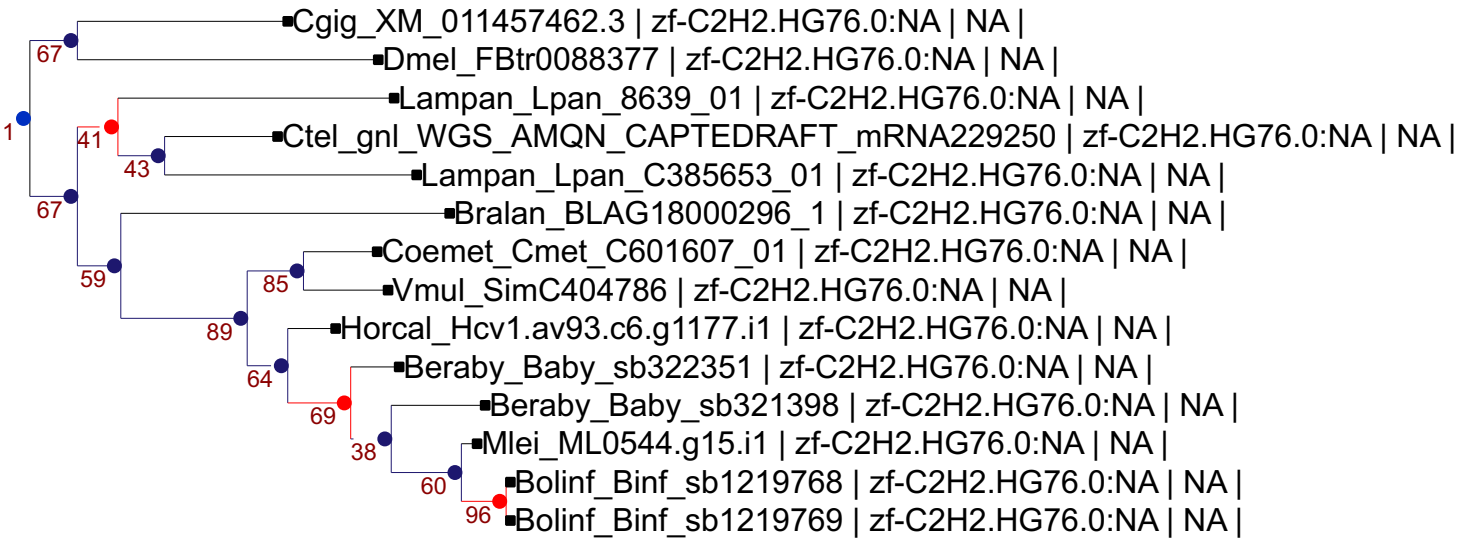 Cgig_XM_011457462.3 | zf-C2H2.HG76.0:NA | NA |
67
Dmel_FBtr0088377 | zf-C2H2.HG76.0:NA | NA |
Lampan_Lpan_8639_01 | zf-C2H2.HG76.0:NA | NA |
1
41
Ctel_gnl_WGS_AMQN_CAPTEDRAFT_mRNA229250 | zf-C2H2.HG76.0:NA | NA |
43
Lampan_Lpan_C385653_01 | zf-C2H2.HG76.0:NA | NA |
67
Bralan_BLAG18000296_1 | zf-C2H2.HG76.0:NA | NA |
Coemet_Cmet_C601607_01 | zf-C2H2.HG76.0:NA | NA |
59
85
Vmul_SimC404786 | zf-C2H2.HG76.0:NA | NA |
89
Horcal_Hcv1.av93.c6.g1177.i1 | zf-C2H2.HG76.0:NA | NA |
Beraby_Baby_sb322351 | zf-C2H2.HG76.0:NA | NA |
64
Beraby_Baby_sb321398 | zf-C2H2.HG76.0:NA | NA |
69
Mlei_ML0544.g15.i1 | zf-C2H2.HG76.0:NA | NA |
38
Bolinf_Binf_sb1219768 | zf-C2H2.HG76.0:NA | NA |
60
96
Bolinf_Binf_sb1219769 | zf-C2H2.HG76.0:NA | NA |